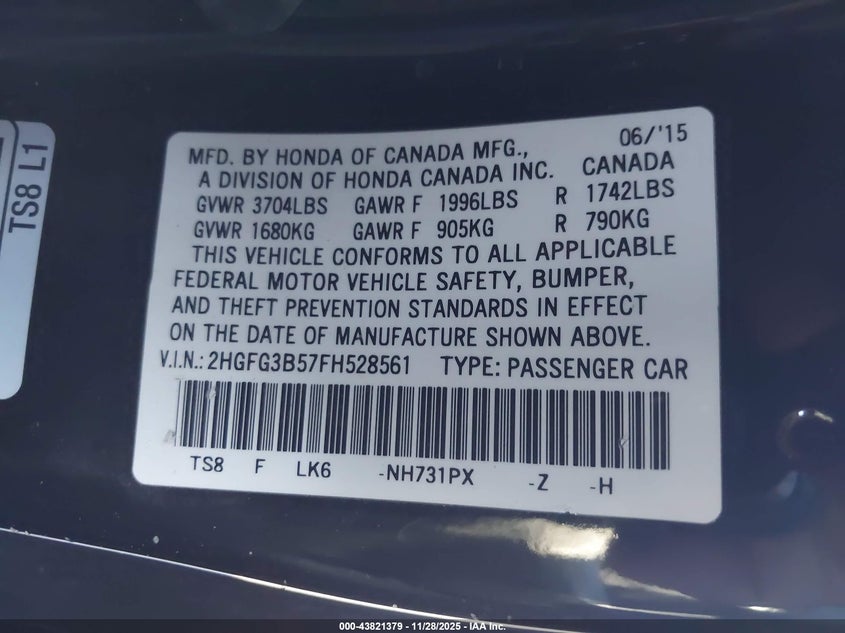 TS8 L1
06/'15
MFD. BY HONDA OF CANADA MFG.,
A DIVISION OF HONDA CANADA INC. CANADA
GVWR 3704LBS GAWR F 1996LBS R 1742LBS
GVWR 1680KG GAWR F 905KG R 790KG
THIS VEHICLE CONFORMS TO ALL APPLICABLE
FEDERAL MOTOR VEHICLE SAFETY, BUMPER,
AND THEFT PREVENTION STANDARDS IN EFFECT
ON THE DATE OF MANUFACTURE SHOWN ABOVE.
V.I.N.: 2HGFG3B57FH528561 TYPE: PASSENGER CAR
TS8 F LK6 -NH731PX -Z -H
000-43821379 - 11/28/2025 - IAA Inc.